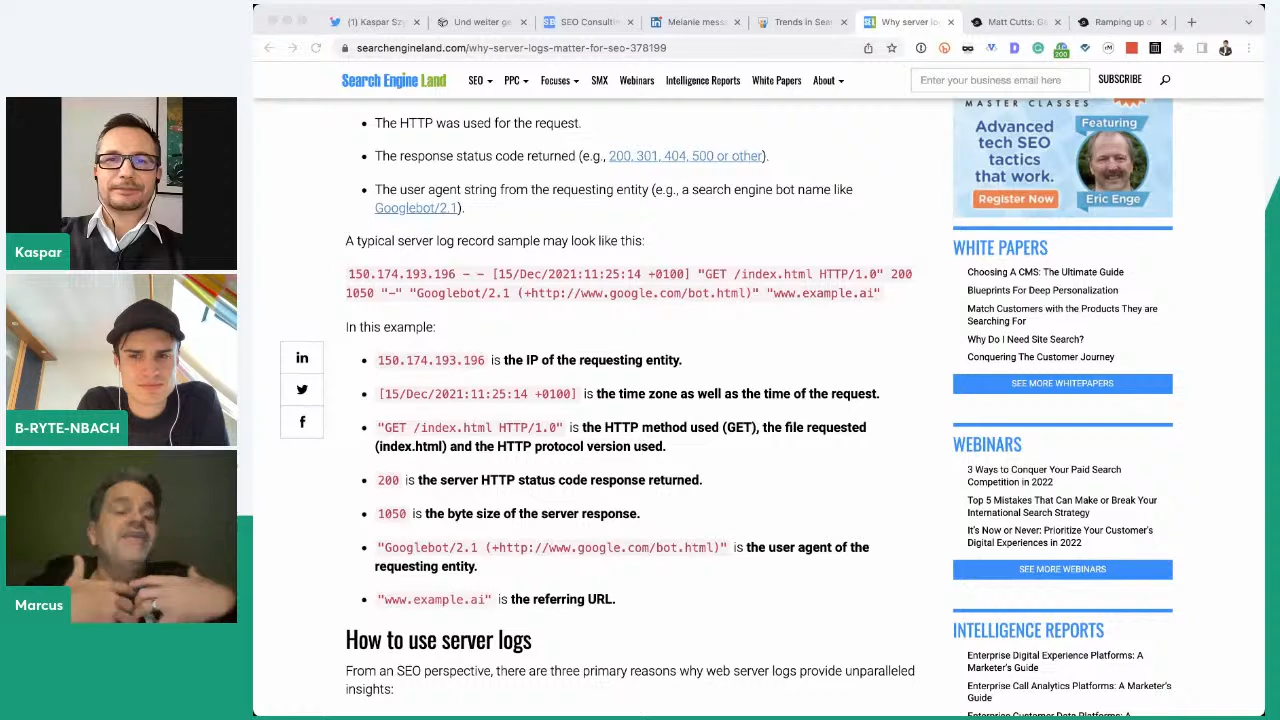 (1) Kaspar Szy
Und weiter ge
SEO Consultin
Melanie mess
Trends in Sear
Why server lo
Matt Cutts: G
Ramping up o
searchengineland.com/why-server-logs-matter-for-seo-378199
200
Search Engine Land
SEO
PPC
Focuses
SMX
Webinars
Intelligence Reports
White Papers
About
Enter your business email here
SUBSCRIBE
The HTTP was used for the request.
The response status code returned (e.g., 200, 301, 404, 500 or other).
The user agent string from the requesting entity (e.g., a search engine bot name like
Googlebot/2.1).
A typical server log record sample may look like this:
150.174.193.196 - - [15/Dec/2021:11:25:14 +0100] "GET /index.html HTTP/1.0" 200
1050 "-" "Googlebot/2.1 (+http://www.google.com/bot.html)" "www.example.ai"
In this example:
150.174.193.196 is the IP of the requesting entity.
[15/Dec/2021:11:25:14 +0100] is the time zone as well as the time of the request.
"GET /index.html HTTP/1.0" is the HTTP method used (GET), the file requested
(index.html) and the HTTP protocol version used.
200 is the server HTTP status code response returned.
1050 is the byte size of the server response.
"Googlebot/2.1 (+http://www.google.com/bot.html)" is the user agent of the
requesting entity.
"www.example.ai" is the referring URL.
How to use server logs
From an SEO perspective, there are three primary reasons why web server logs provide unparalleled
insights:
MASTER CLASSES
Advanced
tech SEO
tactics
that work.
Register Now
Featuring
Eric Enge
WHITE PAPERS
Choosing A CMS: The Ultimate Guide
Blueprints For Deep Personalization
Match Customers with the Products They are
Searching For
Why Do I Need Site Search?
Conquering The Customer Journey
SEE MORE WHITEPAPERS
WEBINARS
3 Ways to Conquer Your Paid Search
Competition in 2022
Top 5 Mistakes That Can Make or Break Your
International Search Strategy
It's Now or Never: Prioritize Your Customer's
Digital Experiences in 2022
SEE MORE WEBINARS
INTELLIGENCE REPORTS
Enterprise Digital Experience Platforms: A
Marketer's Guide
Enterprise Call Analytics Platforms: A Marketer's
Guide
Enterprise Customer Data Platforms: A
Kaspar
B-RYTE-NBACH
Marcus